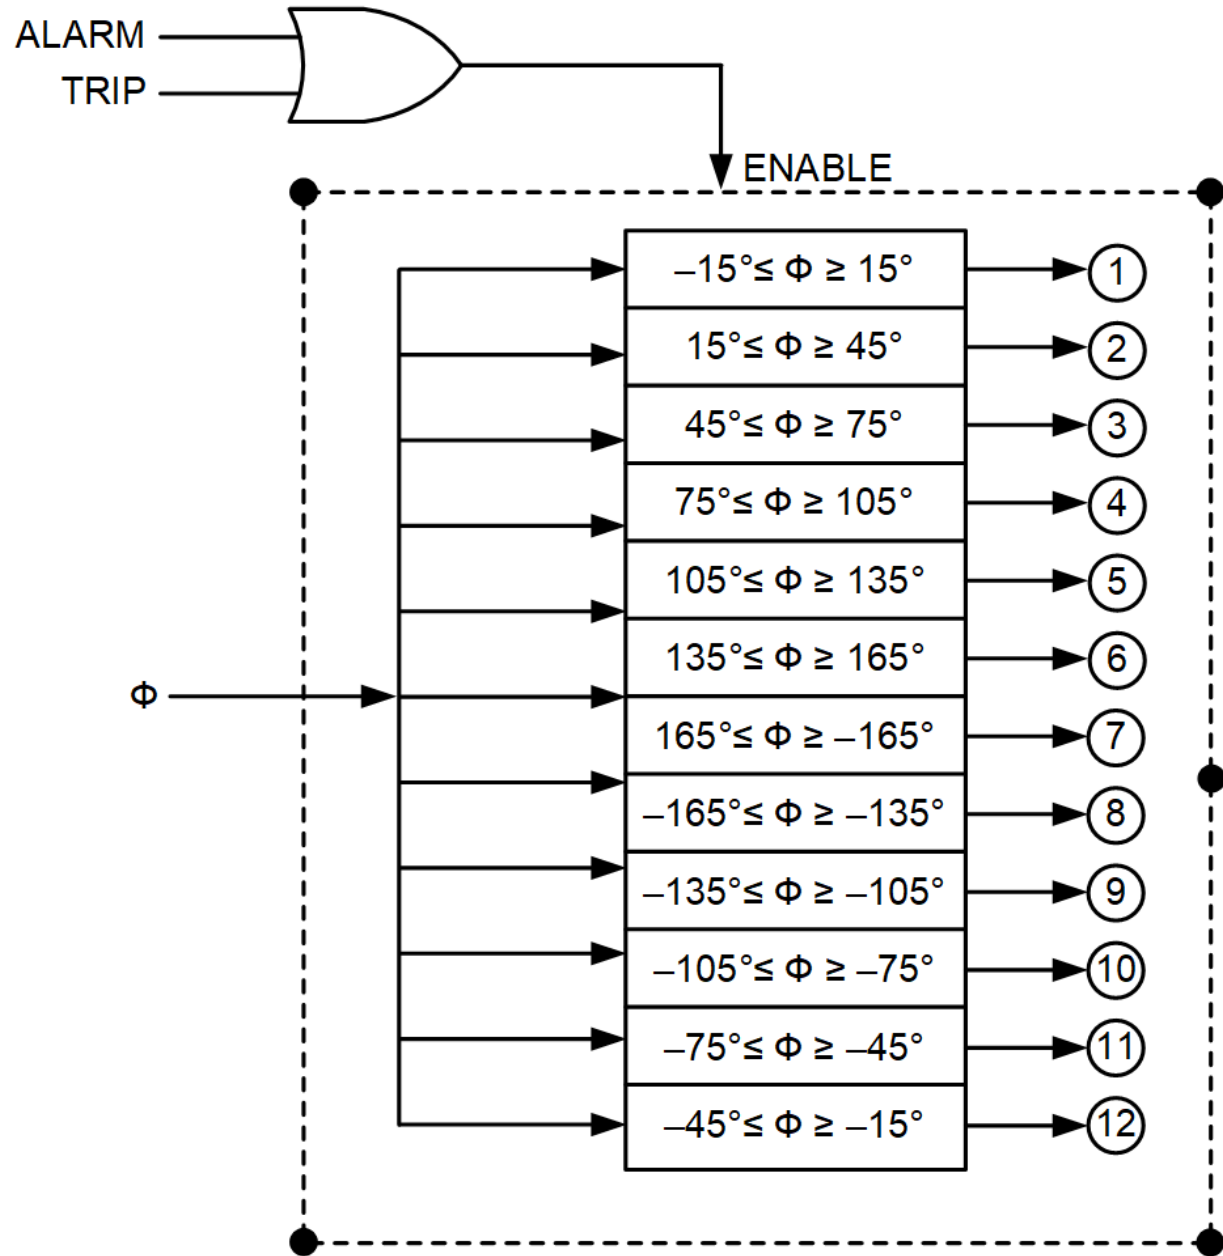 ALARM
TRIP
ENABLE
–15°≤ Φ ≥ 15°
1
15°≤ Φ ≥ 45°
2
45°≤ Φ ≥ 75°
3
75°≤ Φ ≥ 105°
4
105°≤ Φ ≥ 135°
5
135°≤ Φ ≥ 165°
6
Φ
165°≤ Φ ≥ –165°
7
–165°≤ Φ ≥ –135°
8
–135°≤ Φ ≥ –105°
9
–105°≤ Φ ≥ –75°
10
–75°≤ Φ ≥ –45°
11
–45°≤ Φ ≥ –15°
12